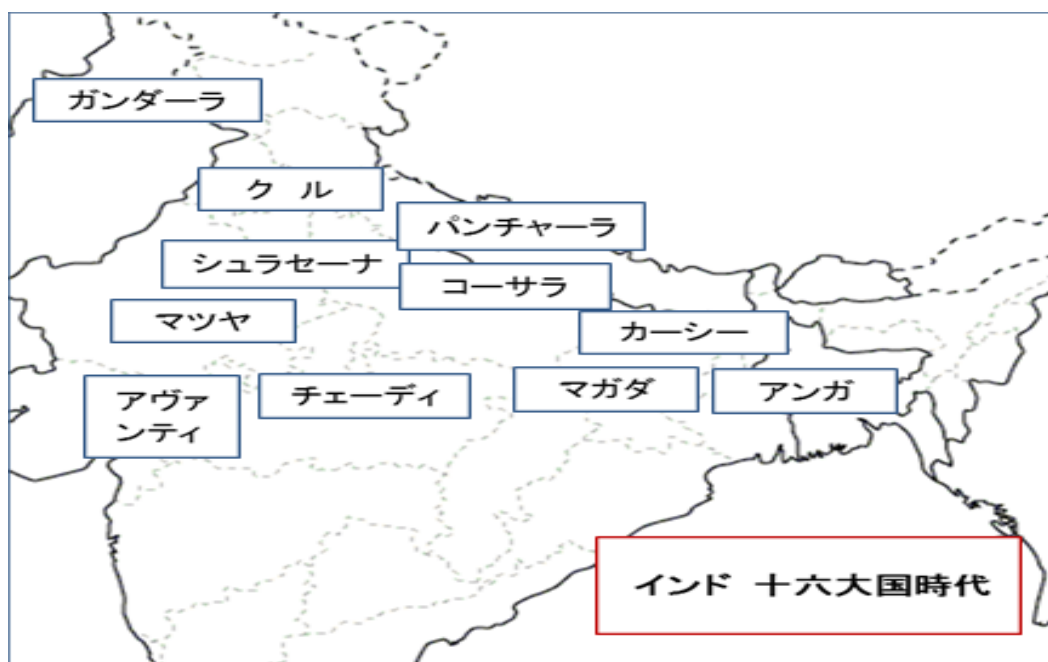 ガンダーラ
ク ル
パンチャーラ
シュラセーナ
コーサラ
マツヤ
カーシー
アヴァ
ンティ
チェーディ
マガダ
アンガ
インド 十六大国時代